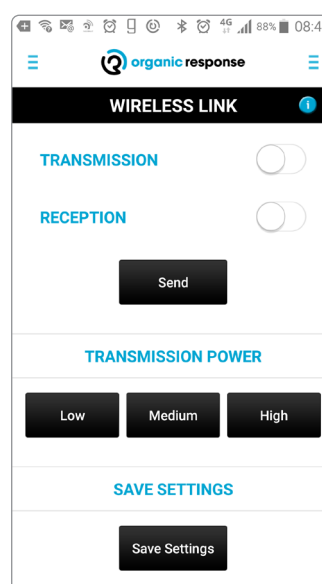 4G 88% 08:4
organic response
WIRELESS LINK
TRANSMISSION
RECEPTION
Send
TRANSMISSION POWER
Low Medium High
SAVE SETTINGS
Save Settings